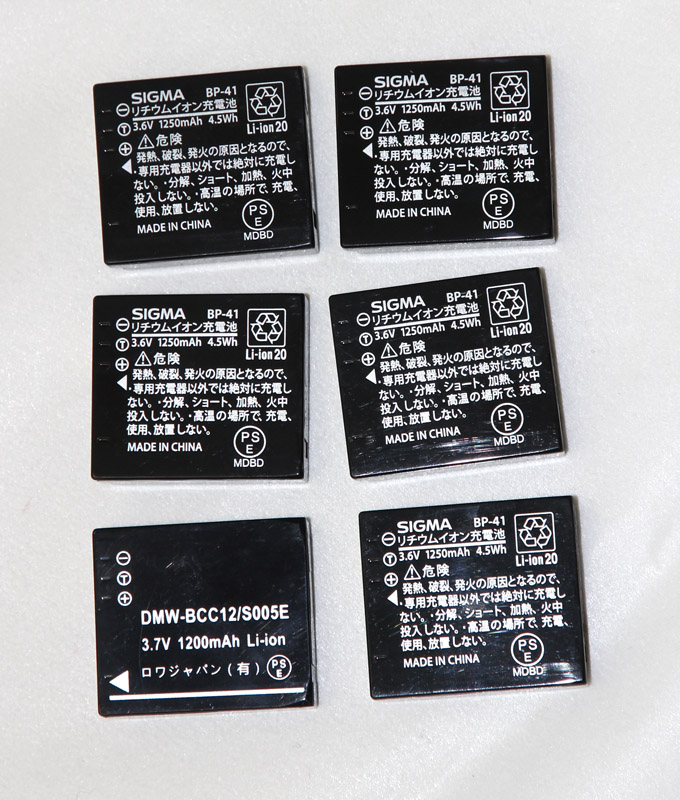 SIGMA BP-41
⊖リチウムイオン充電池
Ⓣ 3.6V 1250mAh 4.5Wh
Li-ion 20
⊕ ⚠危険
発熱、破裂、発火の原因となるので、
・専用充電器以外では絶対に充電し
ない。・分解、ショート、加熱、火中
投入しない。・高温の場所で、充電、
使用、放置しない。
MADE IN CHINA
PS
E
MDBD
SIGMA BP-41
⊖リチウムイオン充電池
Ⓣ 3.6V 1250mAh 4.5Wh
Li-ion 20
⊕ ⚠危険
発熱、破裂、発火の原因となるので、
・専用充電器以外では絶対に充電し
ない。・分解、ショート、加熱、火中
投入しない。・高温の場所で、充電、
使用、放置しない。
MADE IN CHINA
PS
E
MDBD
SIGMA BP-41
⊖リチウムイオン充電池
Ⓣ 3.6V 1250mAh 4.5Wh
Li-ion 20
⊕ ⚠危険
発熱、破裂、発火の原因となるので、
・専用充電器以外では絶対に充電し
ない。・分解、ショート、加熱、火中
投入しない。・高温の場所で、充電、
使用、放置しない。
MADE IN CHINA
PS
E
MDBD
SIGMA BP-41
⊖リチウムイオン充電池
Ⓣ 3.6V 1250mAh 4.5Wh
Li-ion 20
⊕ ⚠危険
発熱、破裂、発火の原因となるので、
・専用充電器以外では絶対に充電し
ない。・分解、ショート、加熱、火中
投入しない。・高温の場所で、充電、
使用、放置しない。
MADE IN CHINA
PS
E
MDBD
⊖
Ⓣ
⊕
DMW-BCC12/S005E
3.7V 1200mAh Li-ion
ロワジャパン（有）
PS
E
SIGMA BP-41
⊖リチウムイオン充電池
Ⓣ 3.6V 1250mAh 4.5Wh
Li-ion 20
⊕ ⚠危険
発熱、破裂、発火の原因となるので、
・専用充電器以外では絶対に充電し
ない。・分解、ショート、加熱、火中
投入しない。・高温の場所で、充電、
使用、放置しない。
MADE IN CHINA
PS
E
MDBD